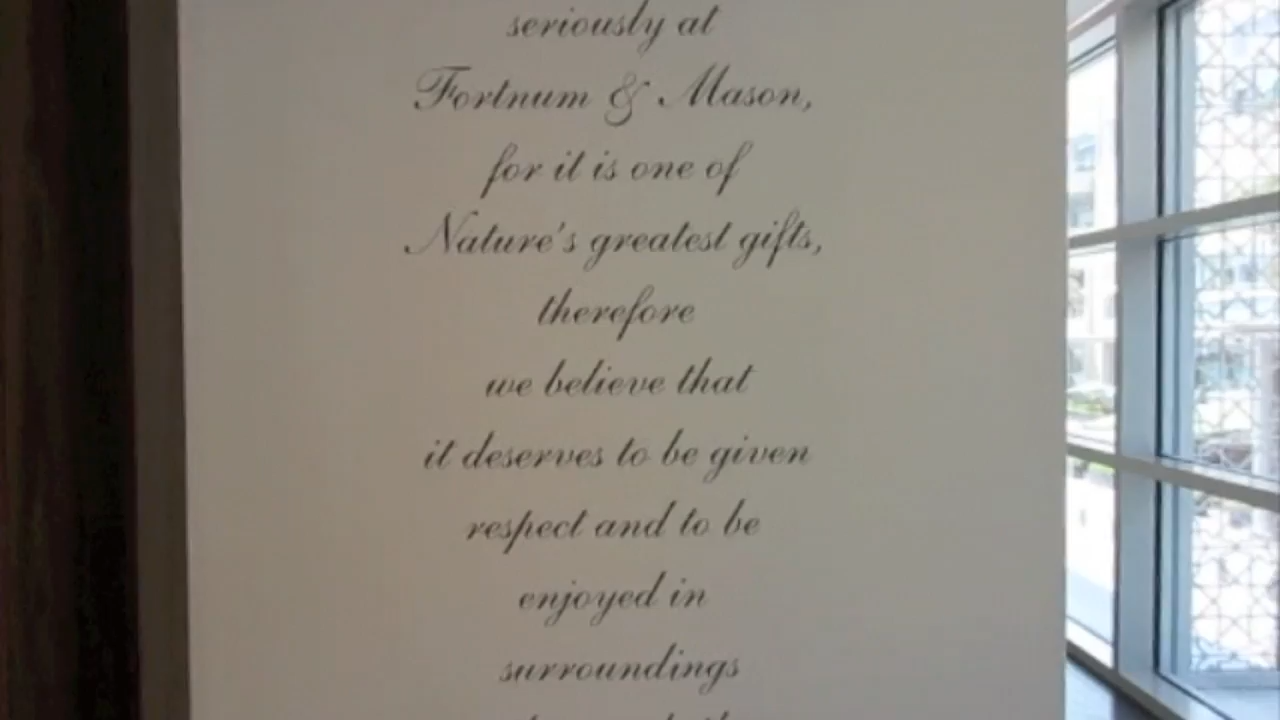 seriously at
Fortnum & Mason,
for it is one of
Nature's greatest gifts,
therefore
we believe that
it deserves to be given
respect and to be
enjoyed in
surroundings